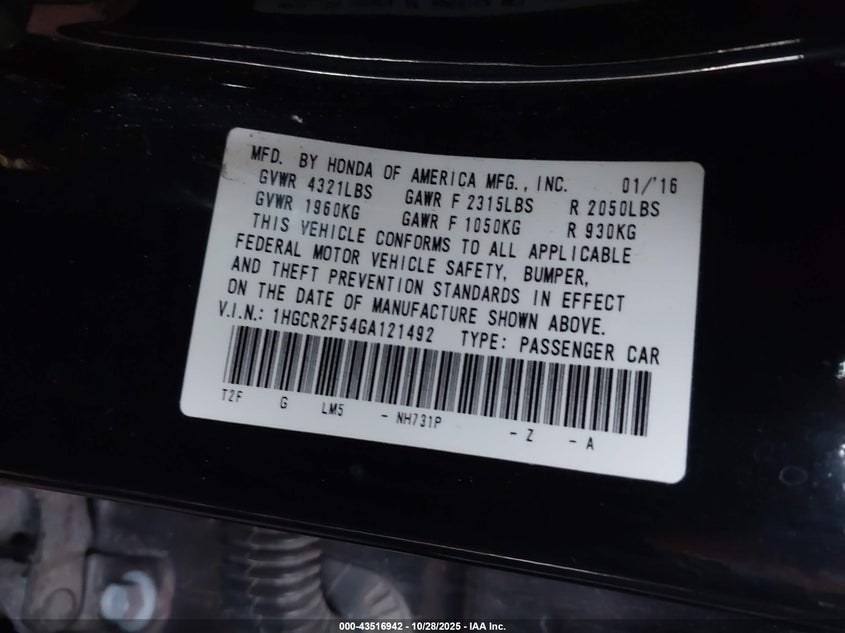 MFD. BY HONDA OF AMERICA MFG., INC. 01/'16
GVWR 4321LBS GAWR F 2315LBS R 2050LBS
GVWR 1960KG GAWR F 1050KG R 930KG
THIS VEHICLE CONFORMS TO ALL APPLICABLE
FEDERAL MOTOR VEHICLE SAFETY, BUMPER,
AND THEFT PREVENTION STANDARDS IN EFFECT
ON THE DATE OF MANUFACTURE SHOWN ABOVE.
V.I.N.: 1HGCR2F54GA121492 TYPE: PASSENGER CAR
T2F G LM5 - NH731P - Z - A
000-43516942 - 10/28/2025 - IAA Inc.